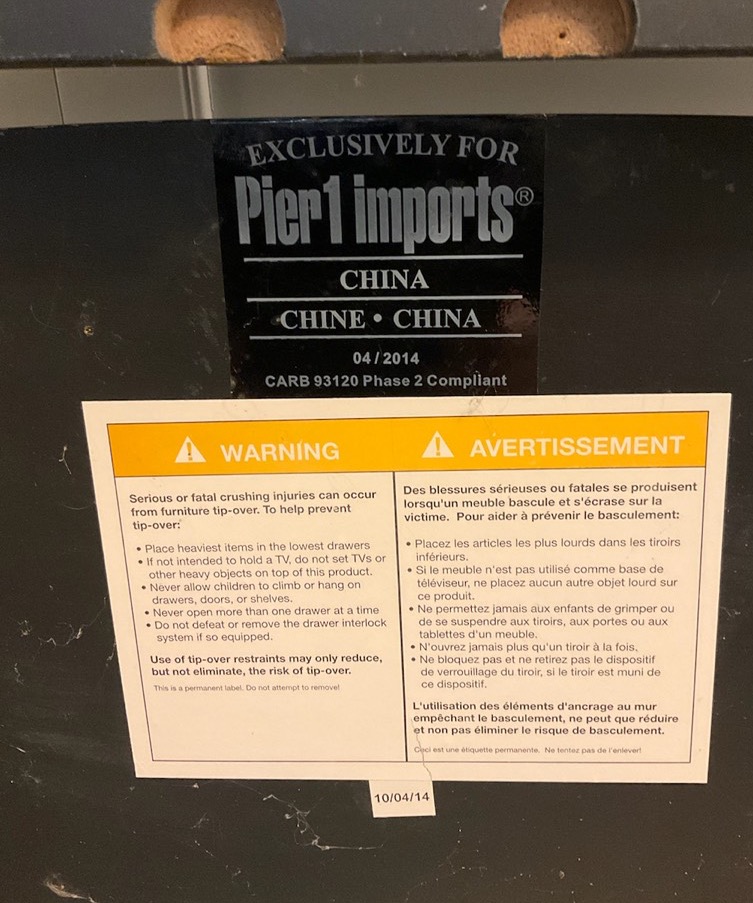 EXCLUSIVELY FOR
Pier1 imports®
CHINA
CHINE • CHINA
04/2014
CARB 93120 Phase 2 Compliant
WARNING
Serious or fatal crushing injuries can occur
from furniture tip-over. To help prevent
tip-over:
• Place heaviest items in the lowest drawers
• If not intended to hold a TV, do not set TVs or
other heavy objects on top of this product.
• Never allow children to climb or hang on
drawers, doors, or shelves.
• Never open more than one drawer at a time
• Do not defeat or remove the drawer interlock
system if so equipped.
Use of tip-over restraints may only reduce,
but not eliminate, the risk of tip-over.
This is a permanent label. Do not attempt to remove!
AVERTISSEMENT
Des blessures sérieuses ou fatales se produisent
lorsqu'un meuble bascule et s'écrase sur la
victime. Pour aider à prévenir le basculement:
• Placez les articles les plus lourds dans les tiroirs
inférieurs.
• Si le meuble n'est pas utilisé comme base de
téléviseur, ne placez aucun autre objet lourd sur
ce produit.
• Ne permettez jamais aux enfants de grimper ou
de se suspendre aux tiroirs, aux portes ou aux
tablettes d'un meuble.
• N'ouvrez jamais plus qu'un tiroir à la fois.
• Ne bloquez pas et ne retirez pas le dispositif
de verrouillage du tiroir, si le tiroir est muni de
ce dispositif.
L'utilisation des éléments d'ancrage au mur
empêchant le basculement, ne peut que réduire
et non pas éliminer le risque de basculement.
Ceci est une étiquette permanente. Ne tentez pas de l'enlever!
10/04/14